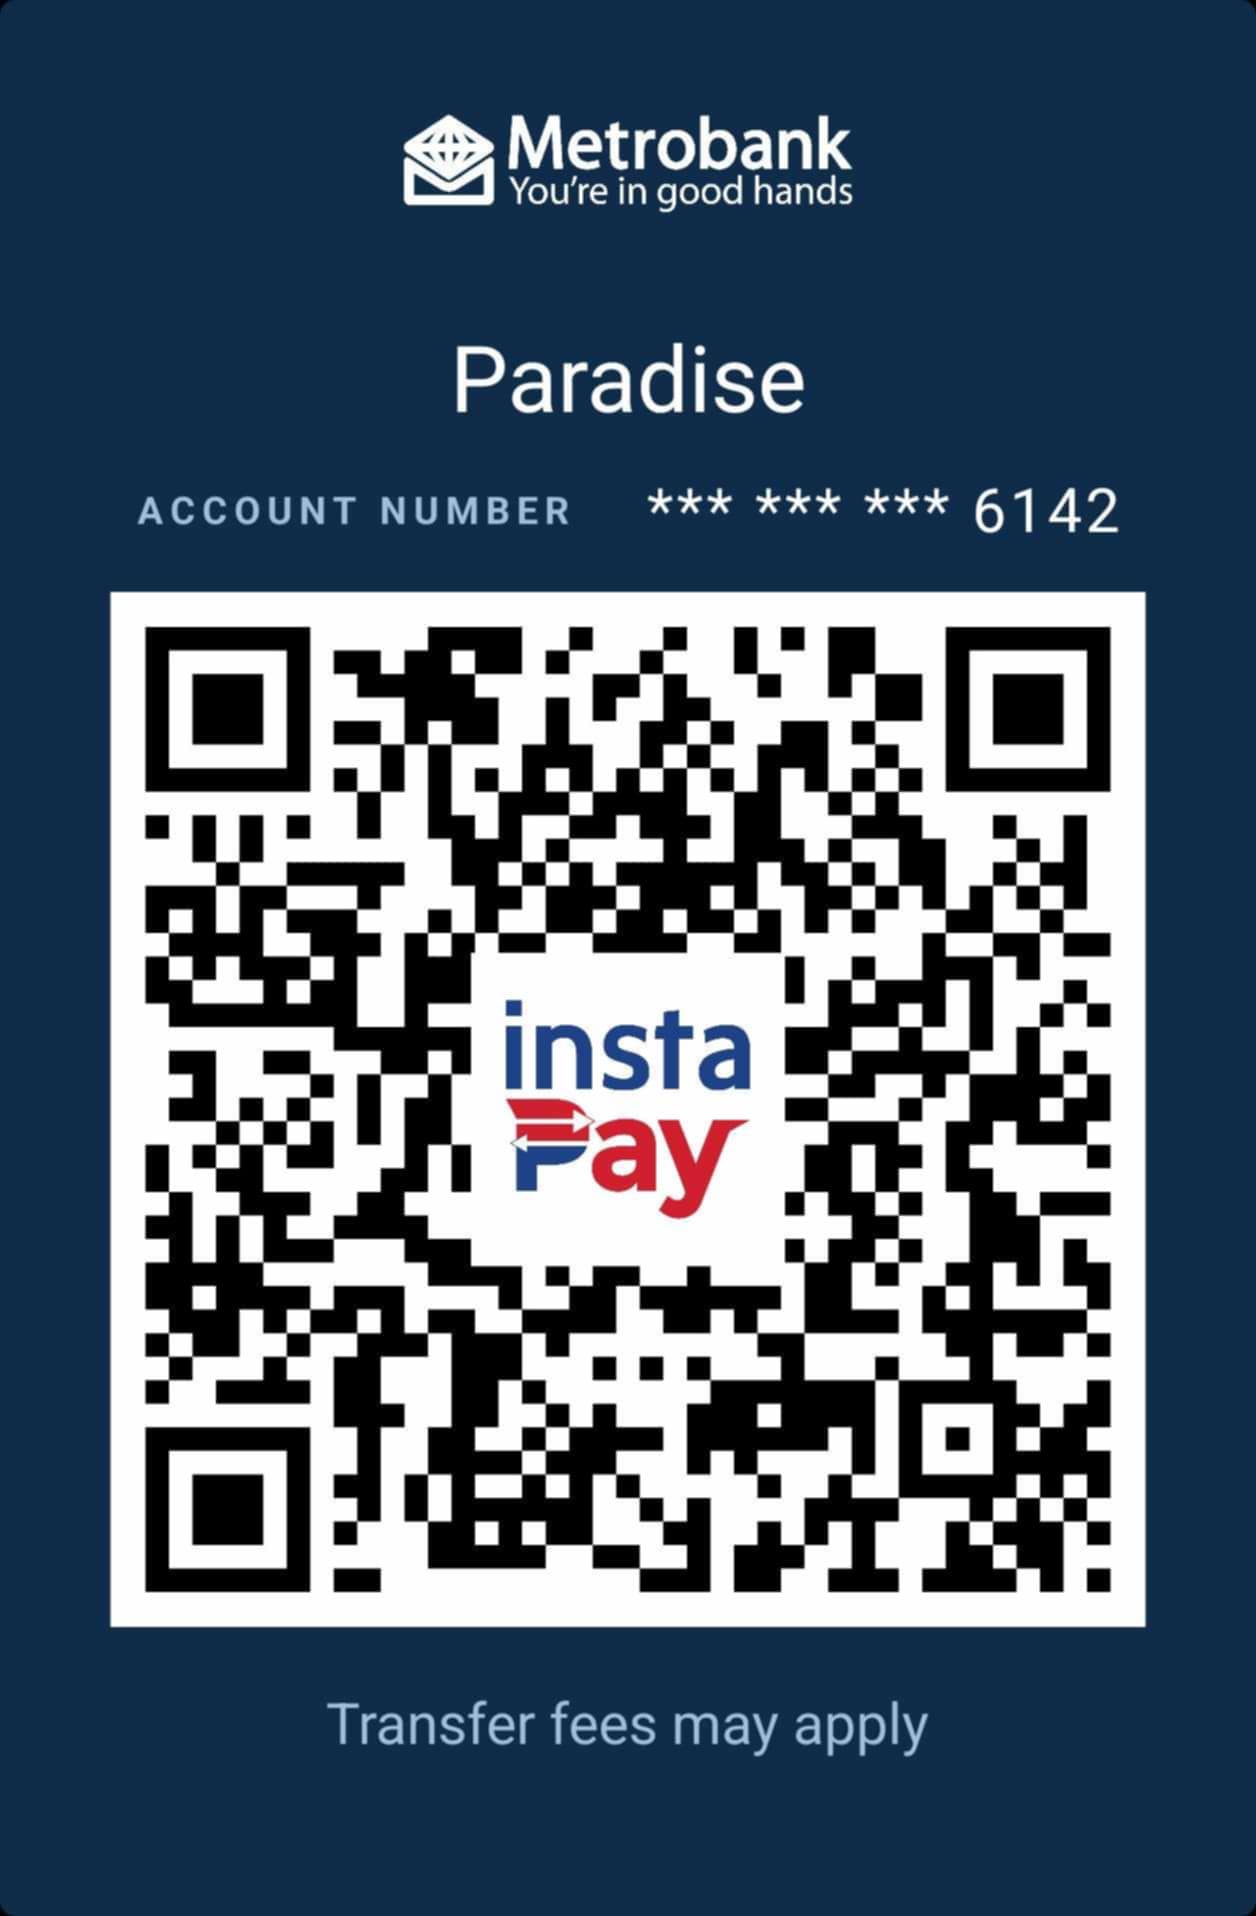 Metrobank
You're in good hands
Paradise
ACCOUNT NUMBER *** *** *** 6142
insta
Pay
Transfer fees may apply